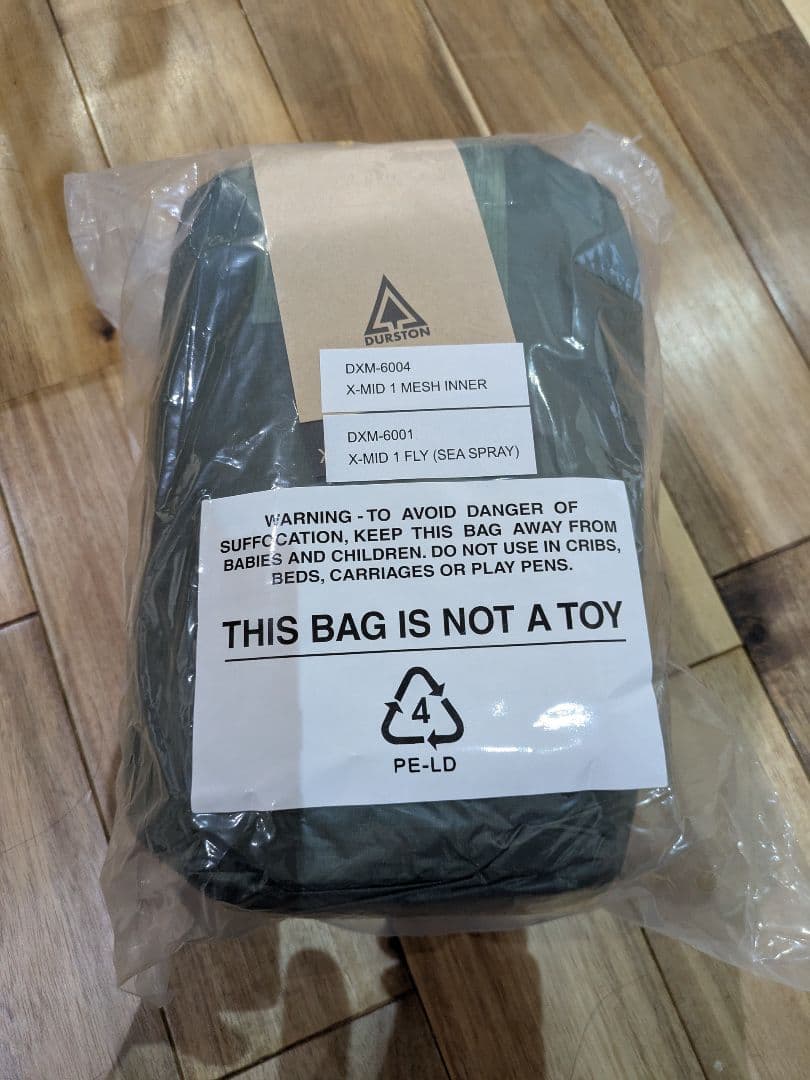 DURSTON
DXM-6004
X-MID 1 MESH INNER
DXM-6001
X-MID 1 FLY (SEA SPRAY)
WARNING - TO AVOID DANGER OF
SUFFOCATION, KEEP THIS BAG AWAY FROM
BABIES AND CHILDREN. DO NOT USE IN CRIBS,
BEDS, CARRIAGES OR PLAY PENS.
THIS BAG IS NOT A TOY
4
PE-LD